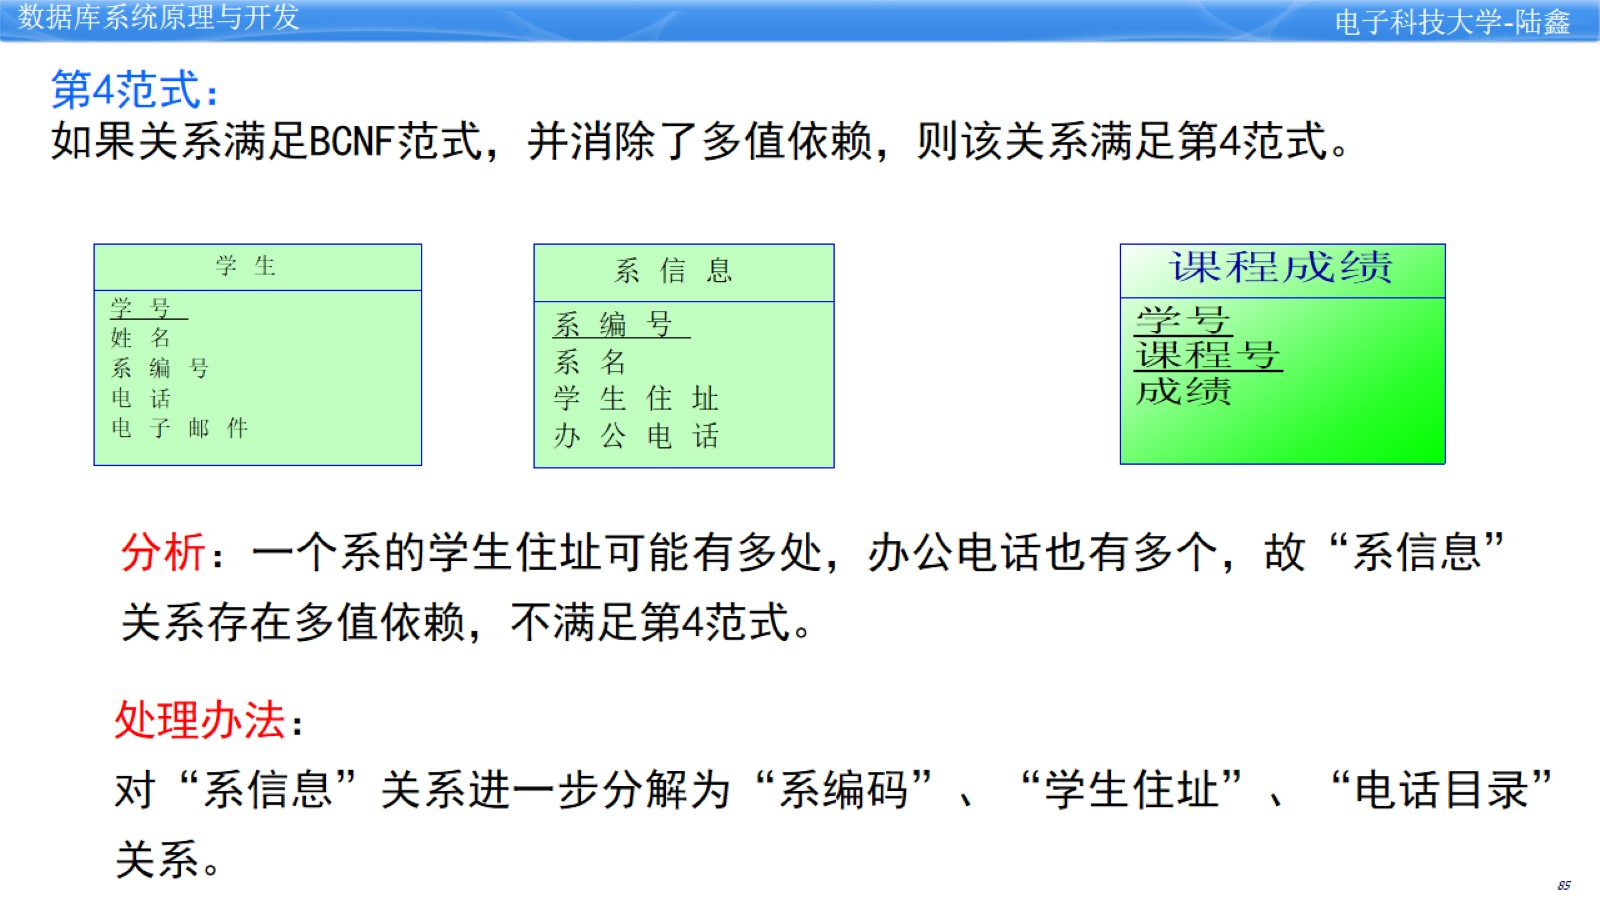 数据库系统原理与开发
电子科技大学-陆鑫
第4范式：
如果关系满足BCNF范式，并消除了多值依赖，则该关系满足第4范式。
学生
学号
姓名
系编号
电话
电子邮件
系信息
系编号
系名
学生住址
办公电话
课程成绩
学号
课程号
成绩
分析：一个系的学生住址可能有多处，办公电话也有多个，故“系信息”
关系存在多值依赖，不满足第4范式。
处理办法：
对“系信息”关系进一步分解为“系编码”、“学生住址”、“电话目录”
关系。
85